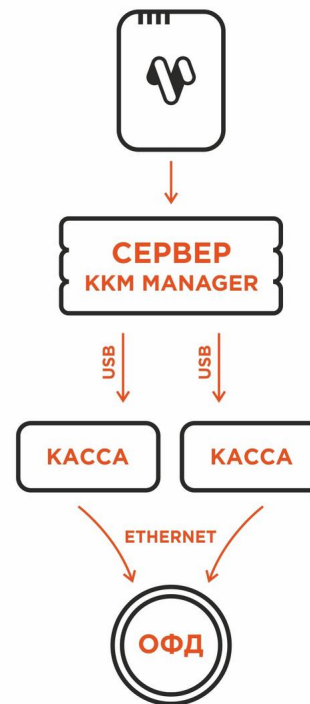 СЕРВЕР
KKM MANAGER
USB
USB
КАССА
КАССА
ETHERNET
ОФД